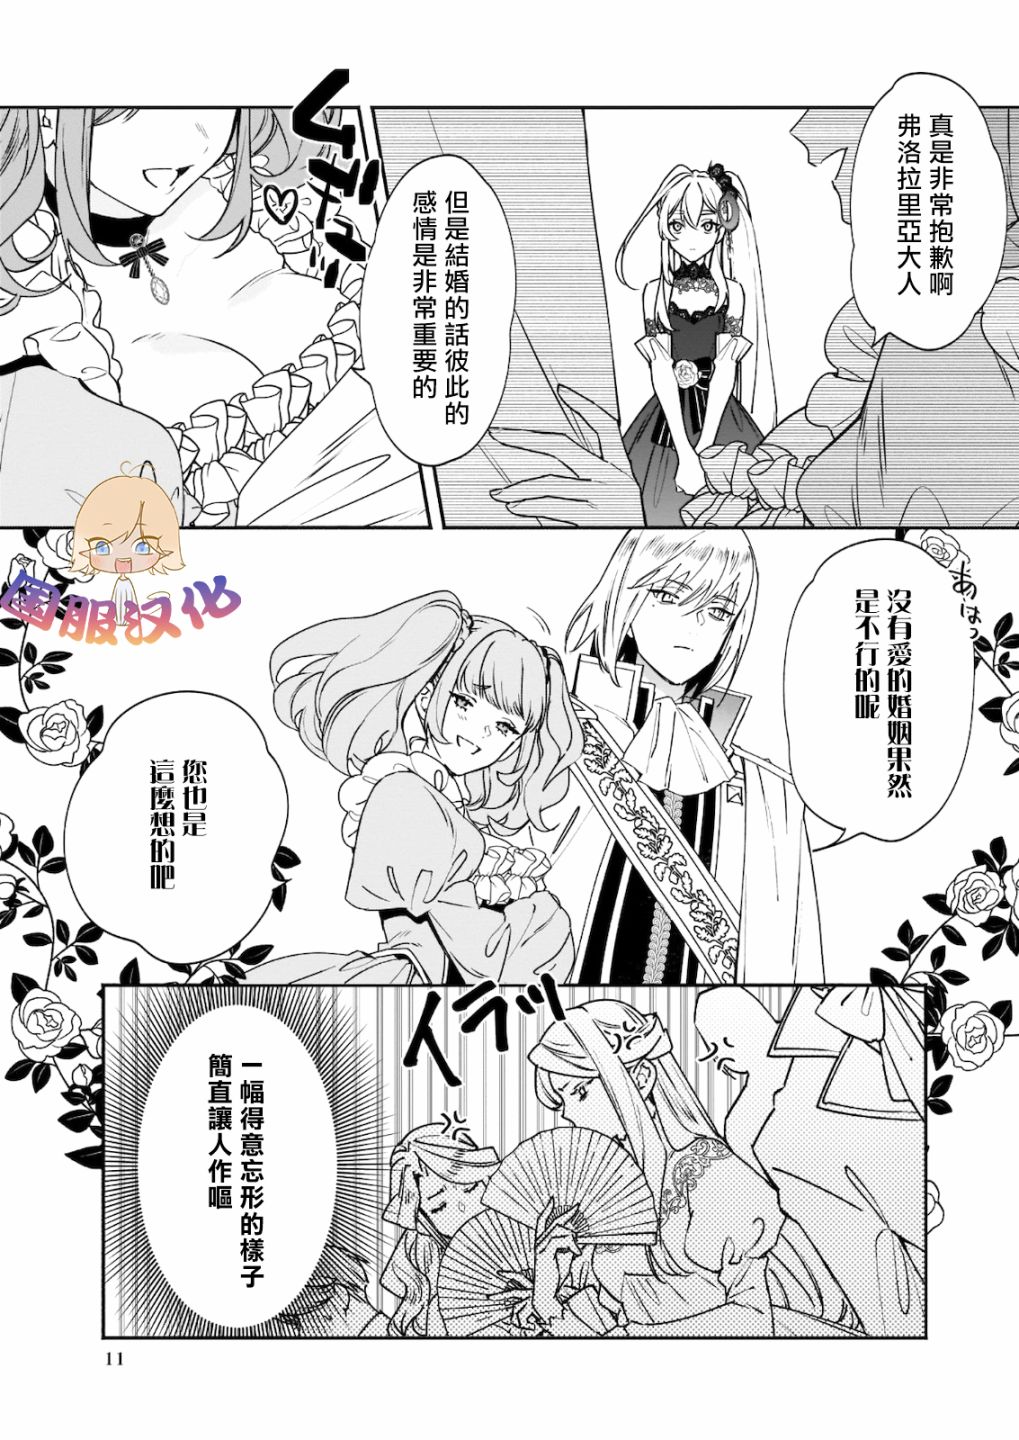 真是非常抱歉啊
弗洛拉里亞大人
但是結婚的話彼此的
感情是非常重要的
ムギュッ
あはっ
沒有愛的婚姻果然
是不行的呢
您也是
這麼想的吧
国服汉化
イラッ
一幅得意忘形的樣子
簡直讓人作嘔
11